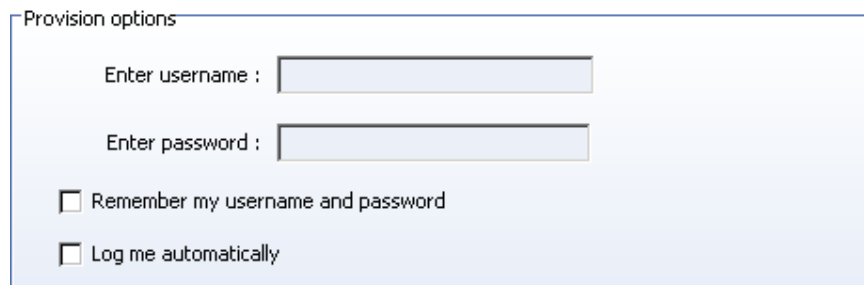 Provision options
Enter username :
Enter password :
Remember my username and password
Log me automatically